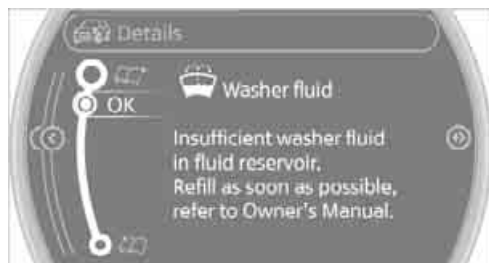 Details
OK
Washer fluid
Insufficient washer fluid
in fluid reservoir.
Refill as soon as possible,
refer to Owner's Manual.